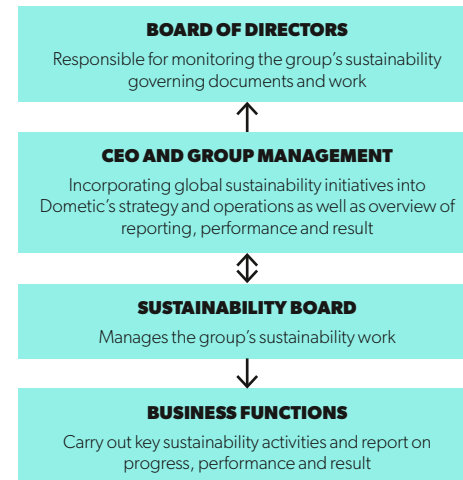 BOARD OF DIRECTORS
Responsible for monitoring the group's sustainability
governing documents and work
CEO AND GROUP MANAGEMENT
Incorporating global sustainability initiatives into
Dometic's strategy and operations as well as overview of
reporting, performance and result
SUSTAINABILITY BOARD
Manages the group's sustainability work
BUSINESS FUNCTIONS
Carry out key sustainability activities and report on
progress, performance and result